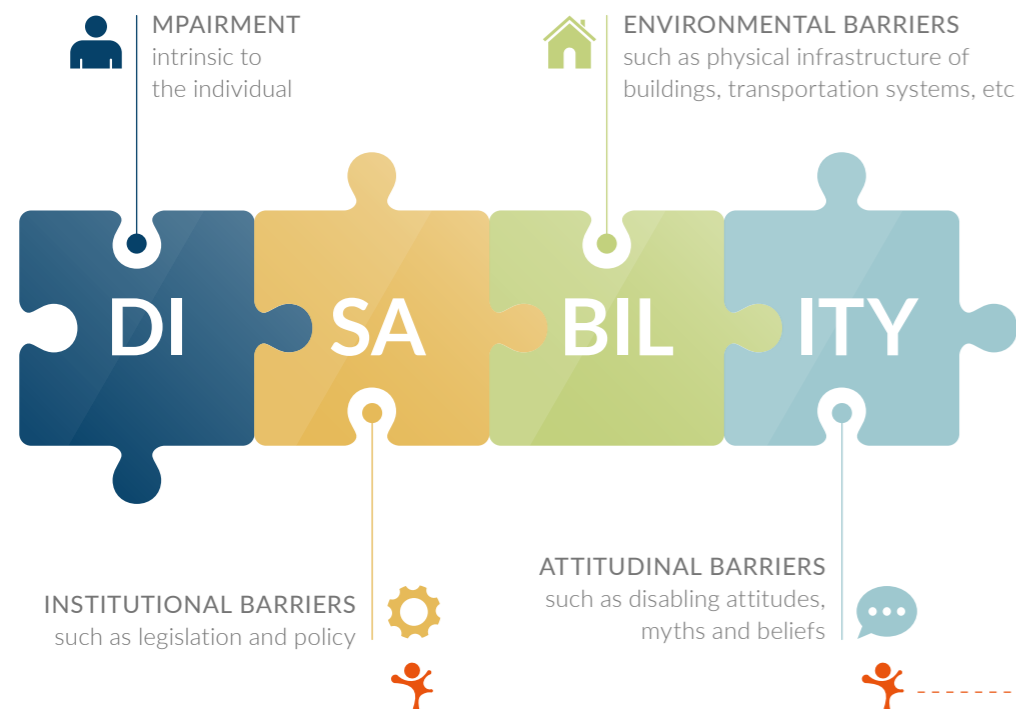 MPAIRMENT
intrinsic to
the individual
ENVIRONMENTAL BARRIERS
such as physical infrastructure of
buildings, transportation systems, etc
DI
SA
BIL
ITY
INSTITUTIONAL BARRIERS
such as legislation and policy
ATTITUDINAL BARRIERS
such as disabling attitudes,
myths and beliefs